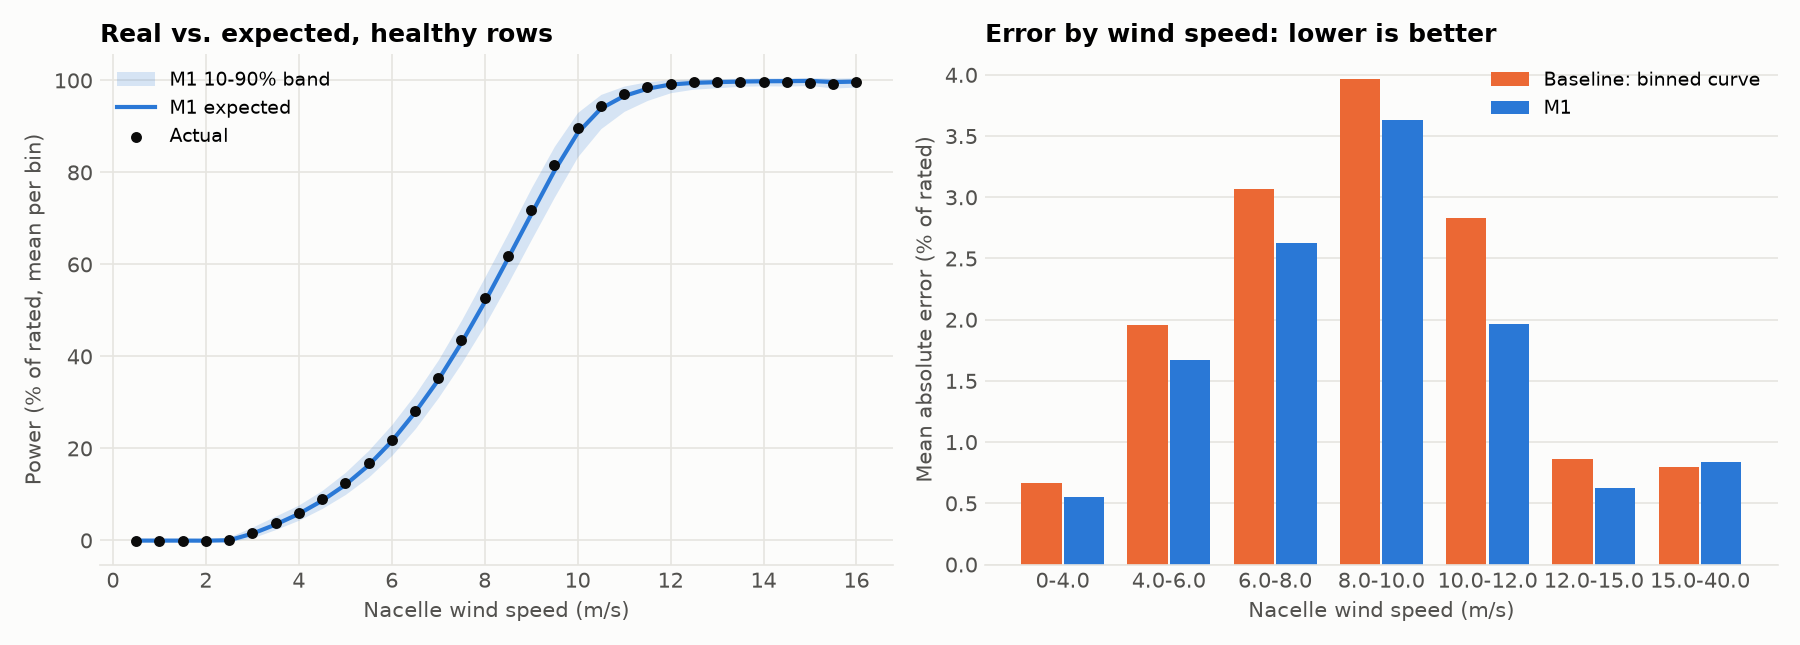 Real vs. expected, healthy rows
M1 10-90% band
M1 expected
Actual
Power (% of rated, mean per bin)
100
80
60
40
20
0
0 2 4 6 8 10 12 14 16
Nacelle wind speed (m/s)
Error by wind speed: lower is better
Baseline: binned curve
M1
Mean absolute error (% of rated)
4.0
3.5
3.0
2.5
2.0
1.5
1.0
0.5
0.0
0-4.0 4.0-6.0 6.0-8.0 8.0-10.0 10.0-12.0 12.0-15.0 15.0-40.0
Nacelle wind speed (m/s)